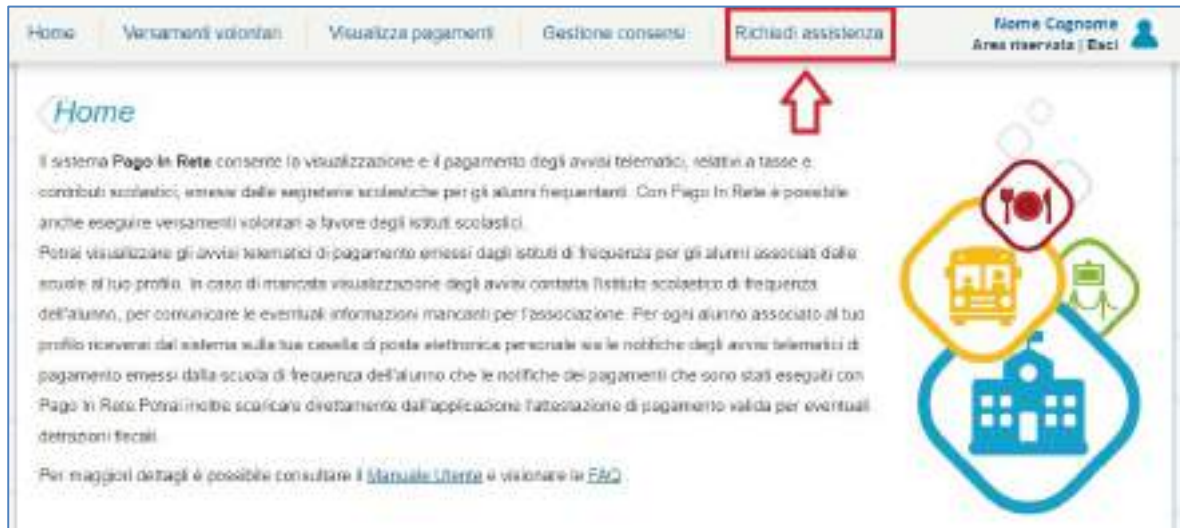 Home Versamenti volontari Visualizza pagamenti Gestione consensi Richiedi assistenza Nome Cognome
Area riservata | Esci
Home
Il sistema Pago In Rete consente la visualizzazione e il pagamento degli avvisi telematici, relativi a tasse e
contributi scolastici, emessi dalle segreterie scolastiche per gli alunni frequentanti. Con Pago In Rete è possibile
anche eseguire versamenti volontari a favore degli istituti scolastici.
Potrai visualizzare gli avvisi telematici di pagamento emessi dagli istituti di frequenza per gli alunni associati dalle
scuole al tuo profilo. In caso di mancata visualizzazione degli avvisi contatta l'istituto scolastico di frequenza
dell'alunno, per comunicare le eventuali informazioni mancanti per l'associazione. Per ogni alunno associato al tuo
profilo riceverai dal sistema sulla tua casella di posta elettronica personale sia le notifiche degli avvisi telematici di
pagamento emessi dalla scuola di frequenza dell'alunno che le notifiche dei pagamenti che sono stati eseguiti con
Pago In Rete.Potrai inoltre scaricare direttamente dall'applicazione l'attestazione di pagamento valida per eventuali
detrazioni fiscali.
Per maggiori dettagli è possibile consultare il Manuale Utente e visionare le FAQ.